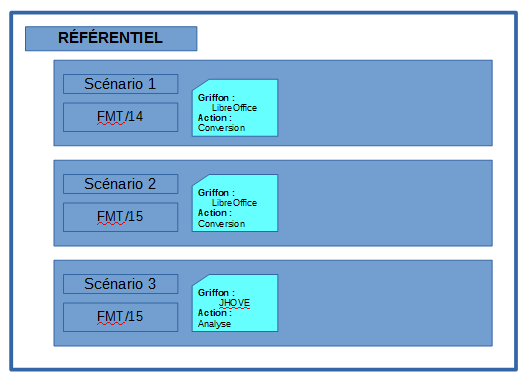 RÉFÉRENTIEL
Scénario 1
FMT/14
Griffon :
LibreOffice
Action :
Conversion
Scénario 2
FMT/15
Griffon :
LibreOffice
Action :
Conversion
Scénario 3
FMT/15
Griffon :
JHOVE
Action :
Analyse